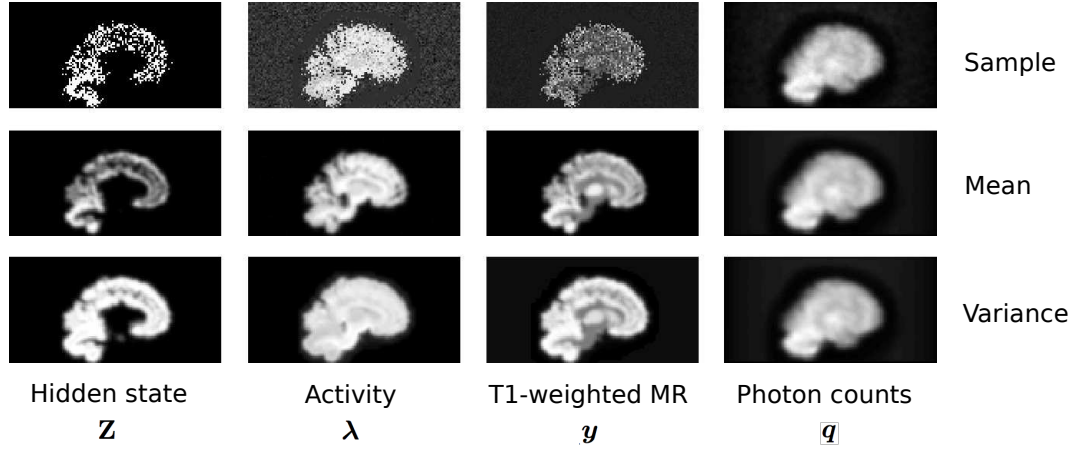 Sample
Mean
Variance
Hidden state Activity T1-weighted MR Photon counts
Z λ y q